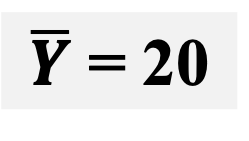 Y̅ = 20